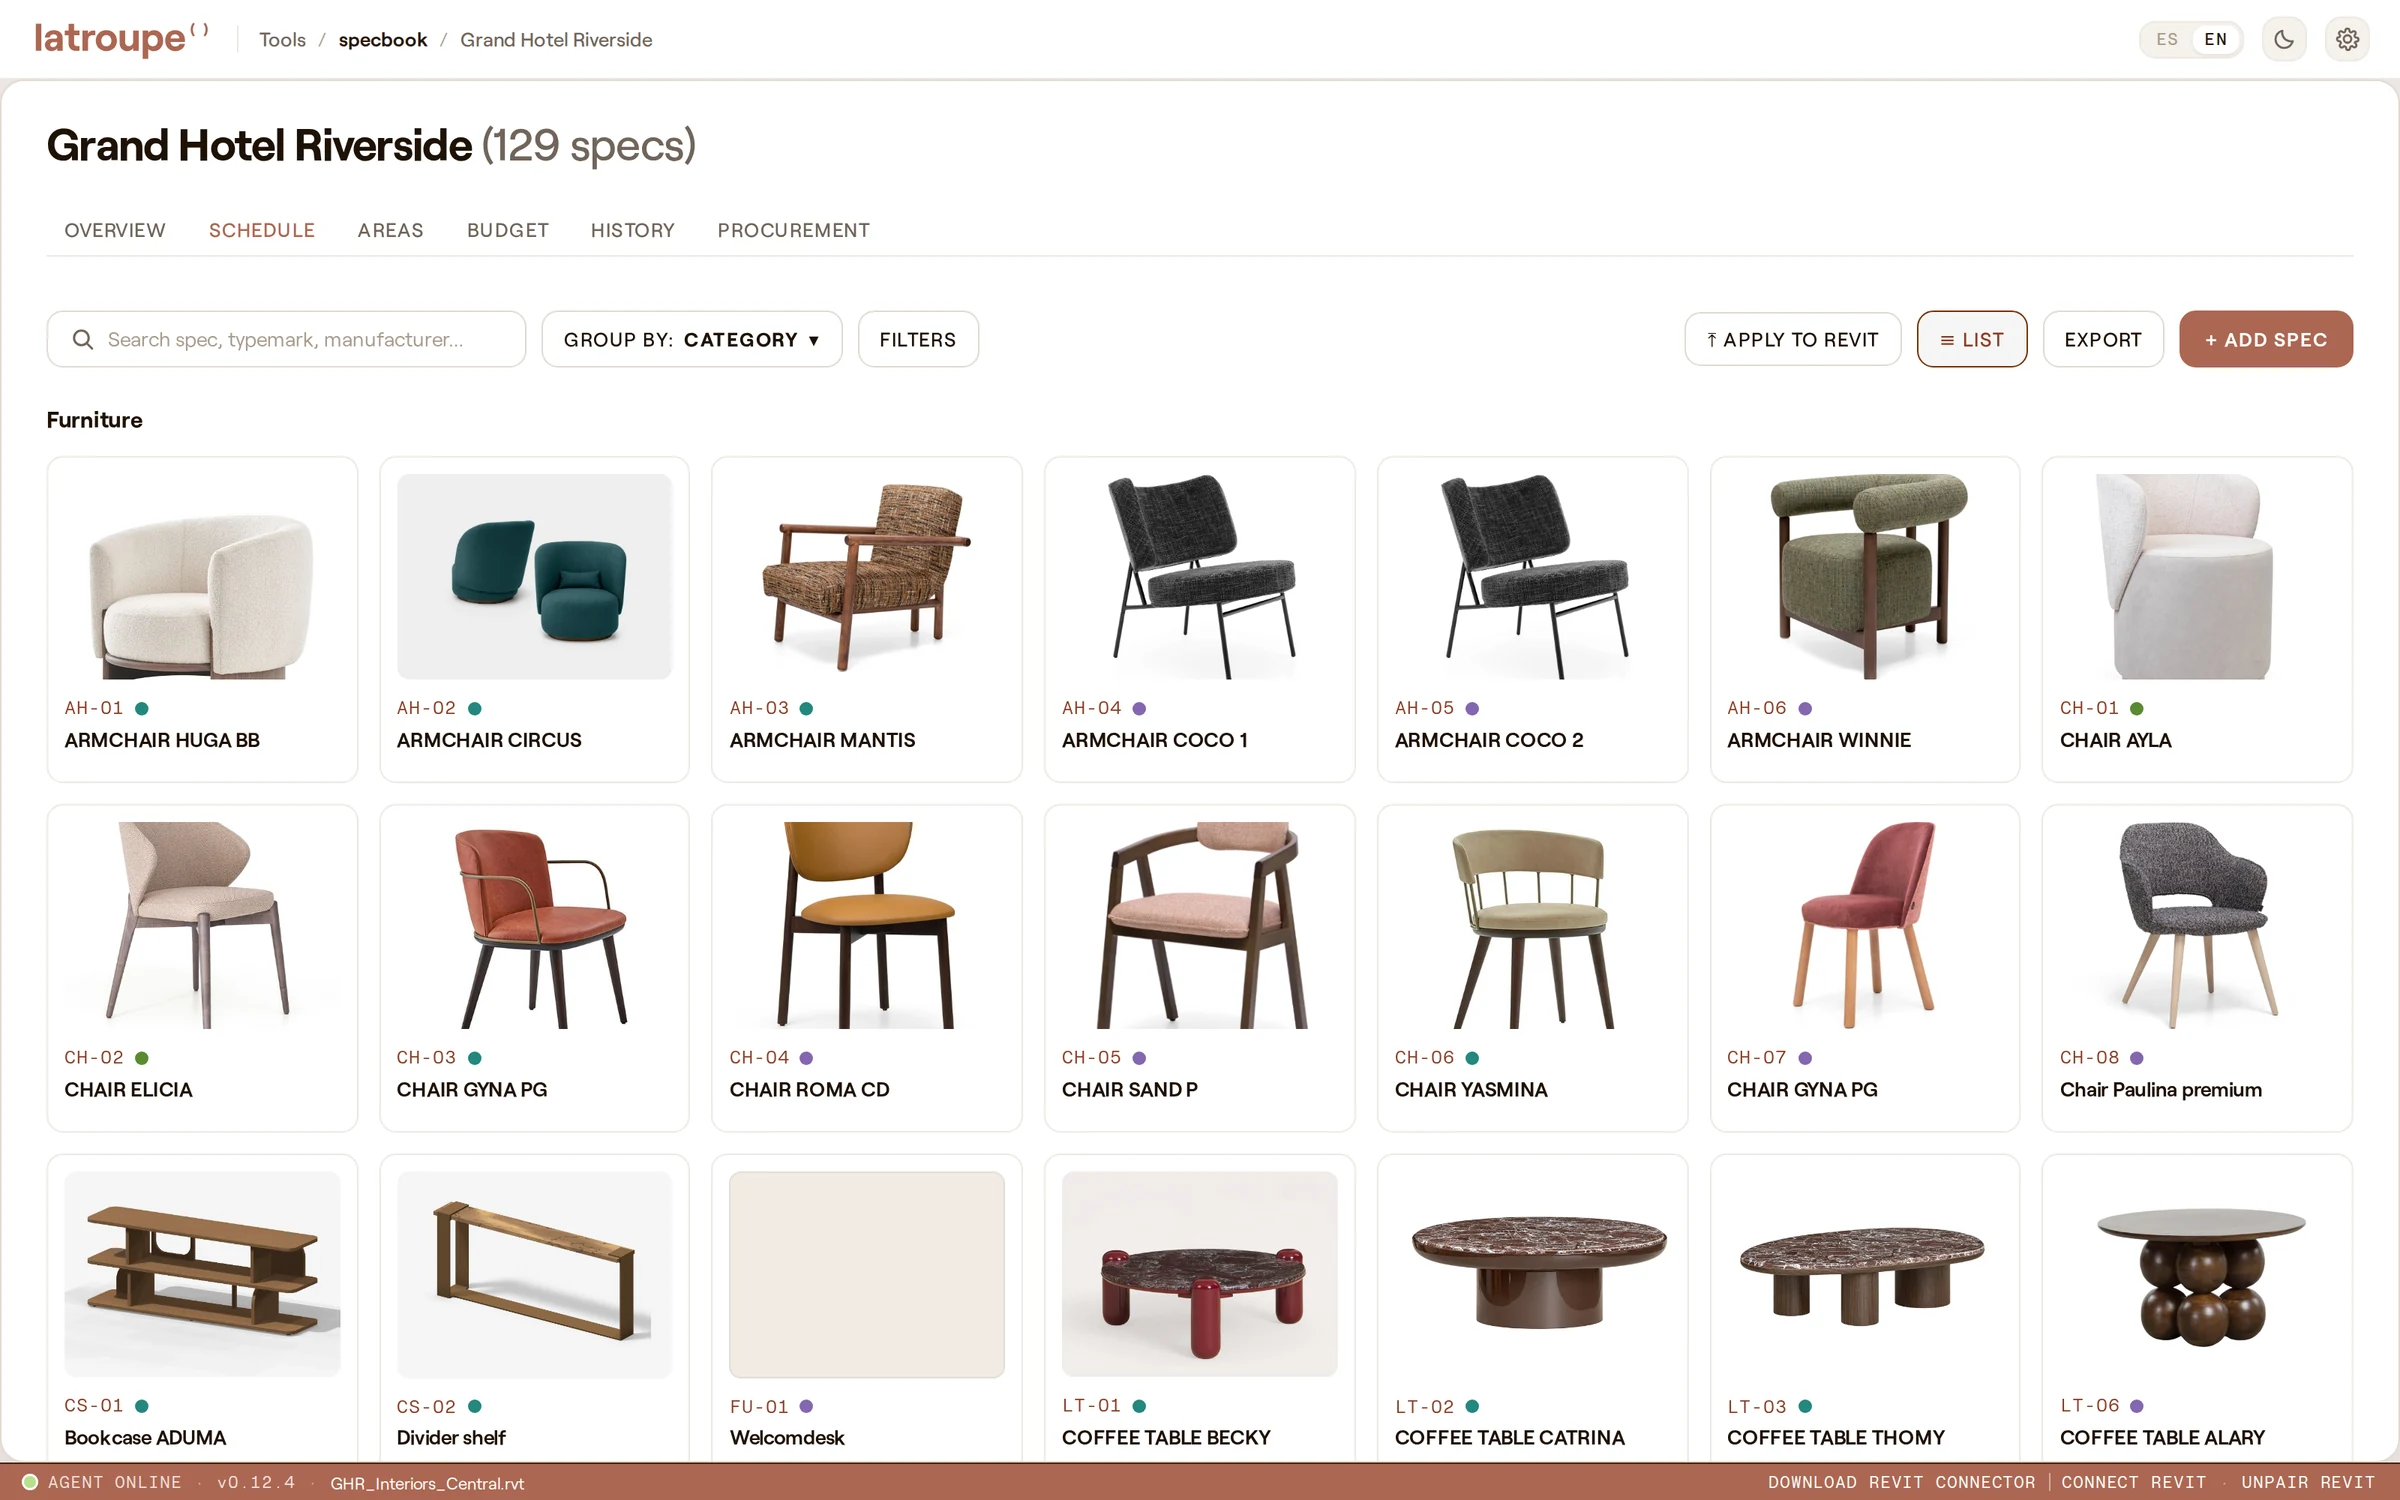 latroupe ( )
Tools / specbook / Grand Hotel Riverside
ES EN
Grand Hotel Riverside (129 specs)
OVERVIEW SCHEDULE AREAS BUDGET HISTORY PROCUREMENT
Search spec, typemark, manufacturer... GROUP BY: CATEGORY ▾ FILTERS
⤒ APPLY TO REVIT ≡ LIST EXPORT + ADD SPEC
Furniture
AH-01 AH-02 AH-03 AH-04 AH-05 AH-06 CH-01
ARMCHAIR HUGA BB ARMCHAIR CIRCUS ARMCHAIR MANTIS ARMCHAIR COCO 1 ARMCHAIR COCO 2 ARMCHAIR WINNIE CHAIR AYLA
CH-02 CH-03 CH-04 CH-05 CH-06 CH-07 CH-08
CHAIR ELICIA CHAIR GYNA PG CHAIR ROMA CD CHAIR SAND P CHAIR YASMINA CHAIR GYNA PG Chair Paulina premium
CS-01 CS-02 FU-01 LT-01 LT-02 LT-03 LT-06
Bookcase ADUMA Divider shelf Welcomdesk COFFEE TABLE BECKY COFFEE TABLE CATRINA COFFEE TABLE THOMY COFFEE TABLE ALARY
AGENT ONLINE · v0.12.4 · GHR_Interiors_Central.rvt
DOWNLOAD REVIT CONNECTOR | CONNECT REVIT · UNPAIR REVIT